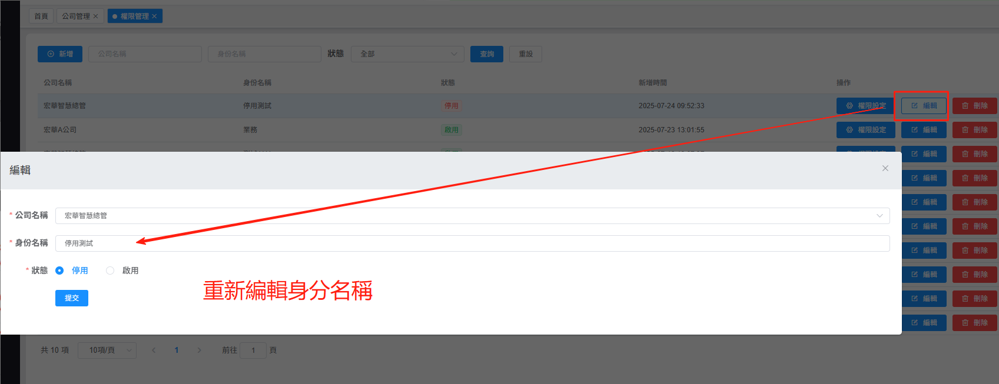 首頁 公司管理 × 權限管理 ×
新增 公司名稱 身份名稱 狀態 全部 查詢 重設
公司名稱 身份名稱 狀態 新增時間 操作
宏華智慧總管 停用測試 停用 2025-07-24 09:52:33 權限設定 編輯 刪除
宏華A公司 業務 啟用 2025-07-23 13:01:55 權限設定 編輯 刪除
編輯 刪除
編輯
編輯 刪除
* 公司名稱 宏華智慧總管
編輯 刪除
編輯 刪除
* 身份名稱 停用測試
編輯 刪除
* 狀態 停用 啟用
編輯 刪除
重新編輯身分名稱
提交
編輯 刪除
編輯 刪除
共 10 項 10項/頁 1 前往 1 頁